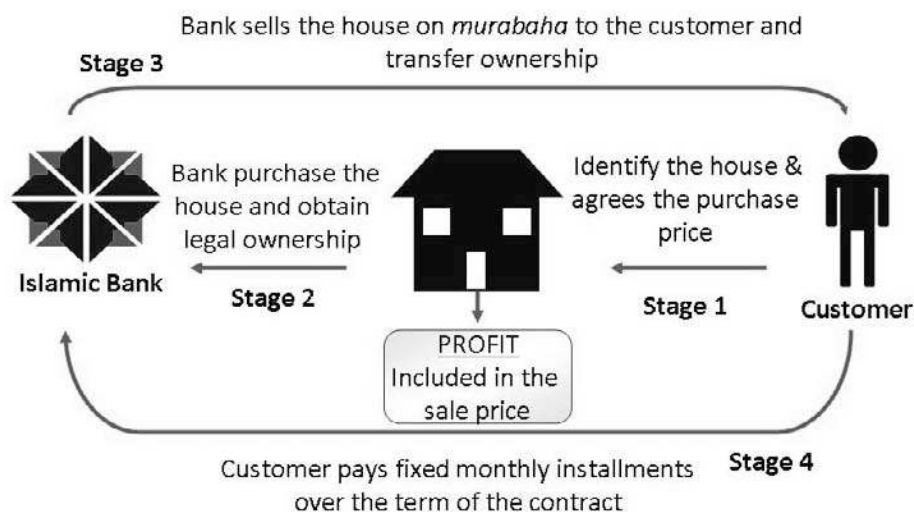 Bank sells the house on murabaha to the customer and
transfer ownership
Stage 3
Bank purchase the
house and obtain
legal ownership
Stage 2
Islamic Bank
Identify the house &
agrees the purchase
price
Stage 1
Customer
PROFIT
Included in the
sale price
Stage 4
Customer pays fixed monthly installments
over the term of the contract